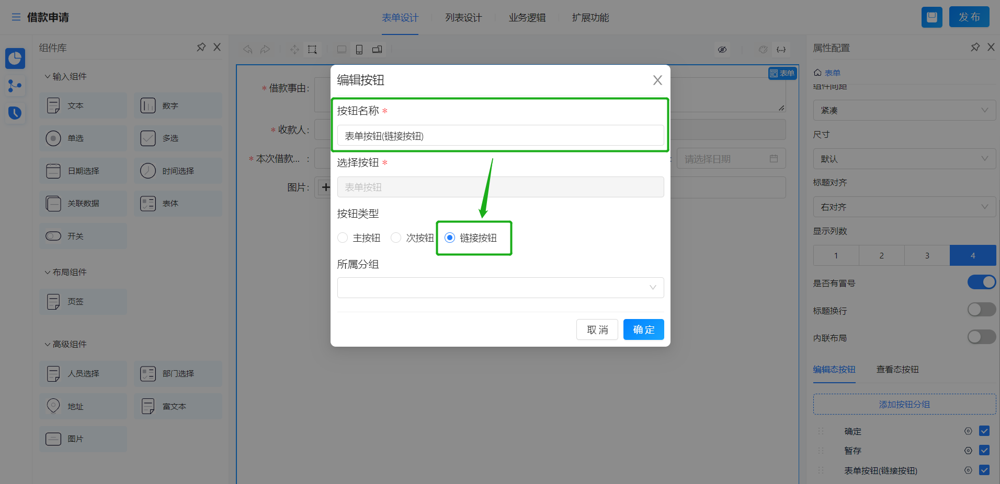 借款申请
表单设计
列表设计
业务逻辑
扩展功能
发 布
组件库
输入组件
文本
数字
单选
多选
日期选择
时间选择
关联数据
表体
开关
布局组件
页签
高级组件
人员选择
部门选择
地址
富文本
图片
* 借款事由:
* 收款人:
* 本次借款... :
请选择日期
图片:
表单
编辑按钮
按钮名称 *
表单按钮(链接按钮)
选择按钮 *
表单按钮
按钮类型
主按钮
次按钮
链接按钮
所属分组
取 消
确 定
属性配置
表单
组件间距
紧凑
尺寸
默认
标题对齐
右对齐
显示列数
1 2 3 4
是否有冒号
标题换行
内联布局
编辑态按钮
查看态按钮
添加按钮分组
确定
暂存
表单按钮(链接按钮)